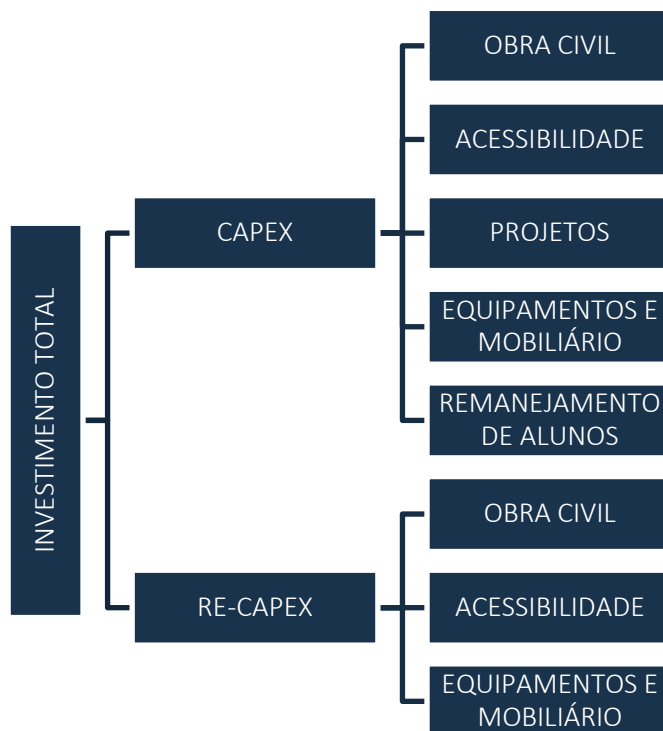 INVESTIMENTO TOTAL
CAPEX
OBRA CIVIL
ACESSIBILIDADE
PROJETOS
EQUIPAMENTOS E
MOBILIÁRIO
REMANEJAMENTO
DE ALUNOS
RE-CAPEX
OBRA CIVIL
ACESSIBILIDADE
EQUIPAMENTOS E
MOBILIÁRIO